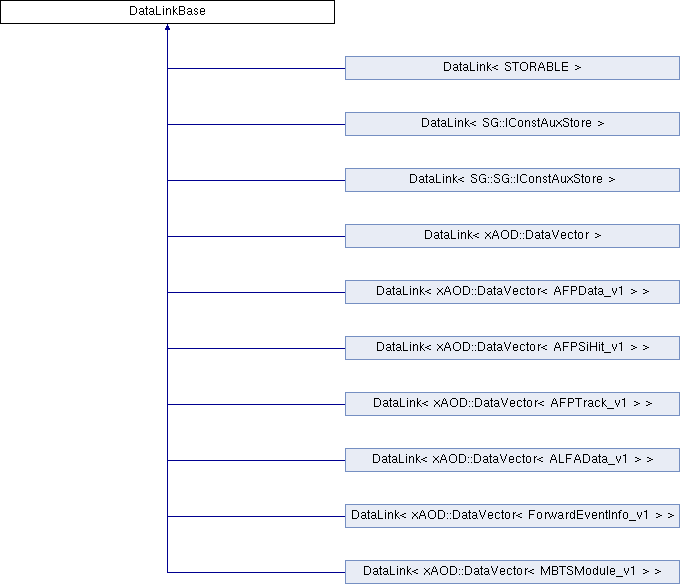 DataLinkBase
DataLink< STORABLE >
DataLink< SG::IConstAuxStore >
DataLink< SG::SG::IConstAuxStore >
DataLink< xAOD::DataVector >
DataLink< xAOD::DataVector< AFPData_v1 > >
DataLink< xAOD::DataVector< AFPSiHit_v1 > >
DataLink< xAOD::DataVector< AFPTrack_v1 > >
DataLink< xAOD::DataVector< ALFAData_v1 > >
DataLink< xAOD::DataVector< ForwardEventInfo_v1 > >
DataLink< xAOD::DataVector< MBTSModule_v1 > >